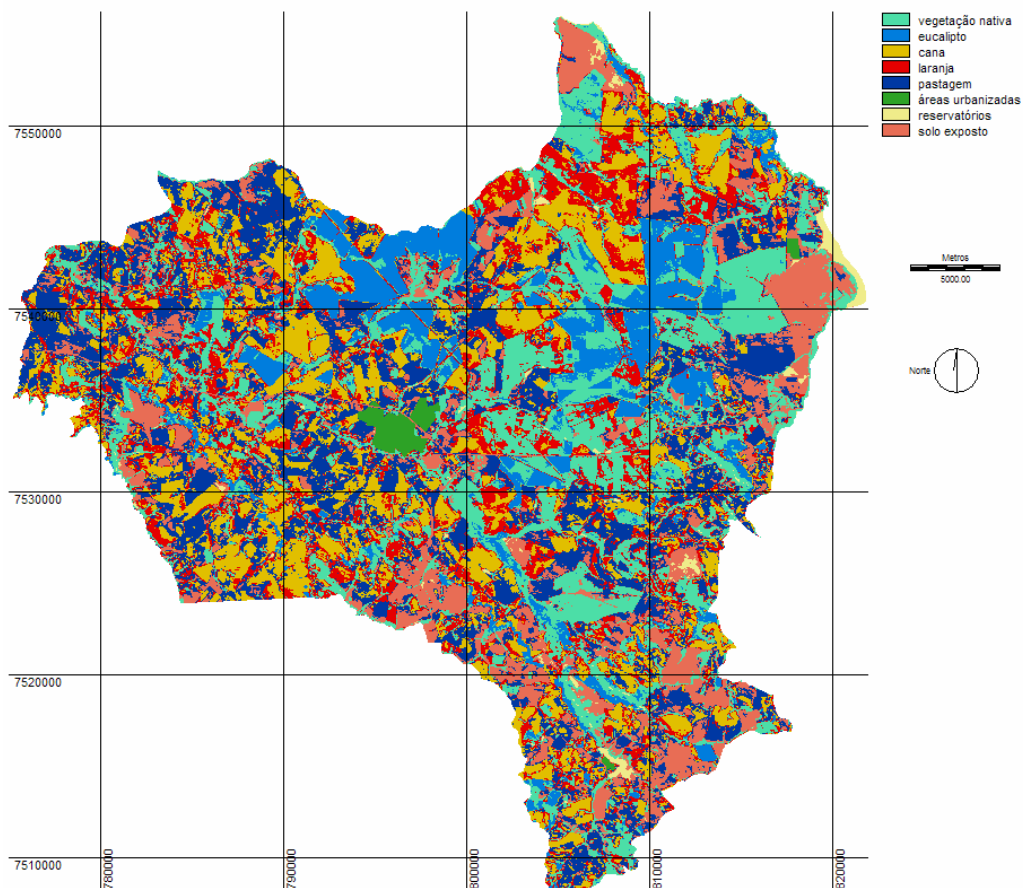 vegetação nativa
eucalipto
cana
laranja
pastagem
áreas urbanizadas
reservatórios
solo exposto
7550000
Metros
5000.00
7540000
Norte
7530000
7520000
7510000
780000
790000
800000
810000
820000